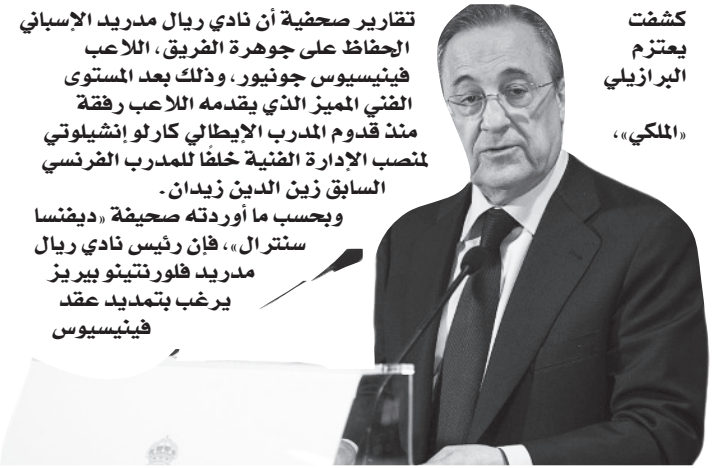 كشفت تقارير صحفية أن نادي ريال مدريد الإسباني
يعتزم الحفاظ على جوهرة الفريق، اللاعب
البرازيلي فينيسيوس جونيور، وذلك بعد المستوى
الفني المميز الذي يقدمه اللاعب رفقة
«الملكي»، منذ قدوم المدرب الإيطالي كارلو إنشيلوتي
لمنصب الإدارة الفنية خلفًا للمدرب الفرنسي
السابق زين الدين زيدان.
وبحسب ما أوردته صحيفة «ديفنسا
سنترال»، فإن رئيس نادي ريال
مدريد فلورنتينو بيريز
يرغب بتمديد عقد
فينيسيوس